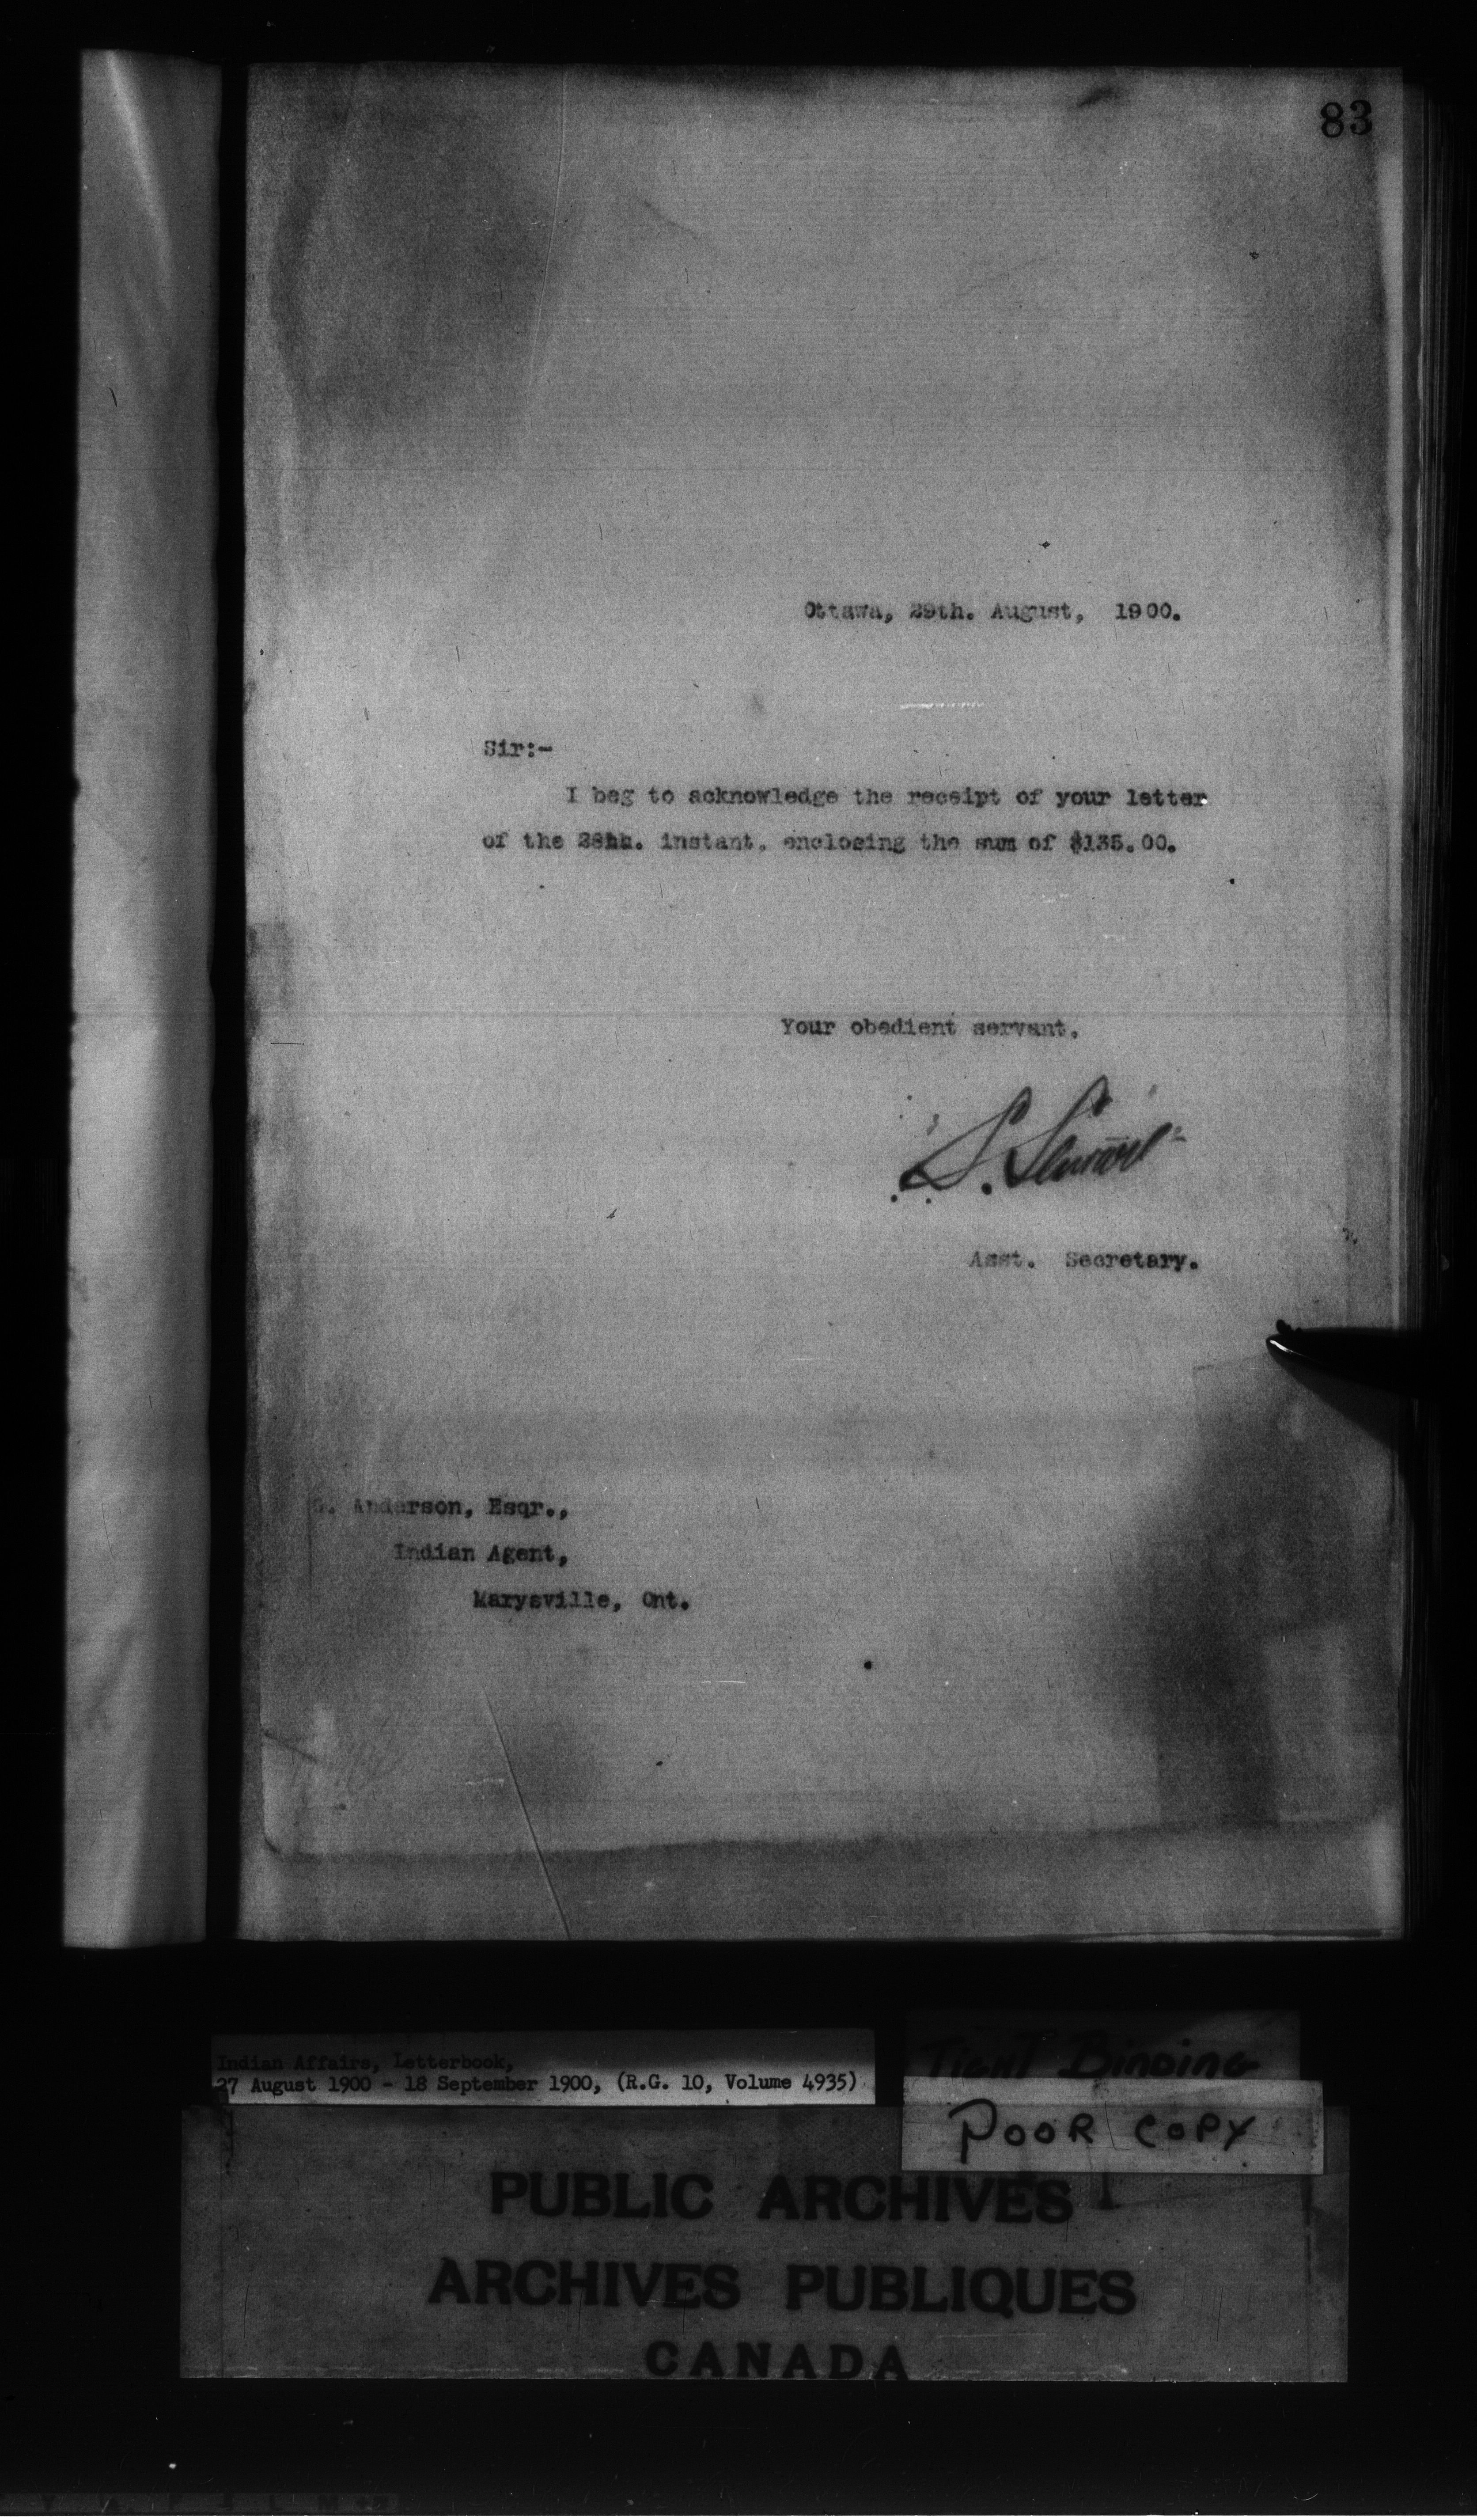 83
Ottawa, 29th. August, 1900.
Sir:-
I beg to acknowledge the receipt of your letter
of the 28th. instant, enclosing the sum of $135.00.
Your obedient servant.
S. Stewart
Asst. Secretary.
Anderson, Esqr.,
Indian Agent,
Marysville, Ont.
Indian Affairs, Letterbook,
27 August 1900 - 18 September 1900, (R.G. 10, Volume 4935)
TIGHT BINDING
POOR COPY
PUBLIC ARCHIVES
ARCHIVES PUBLIQUES
CANADA